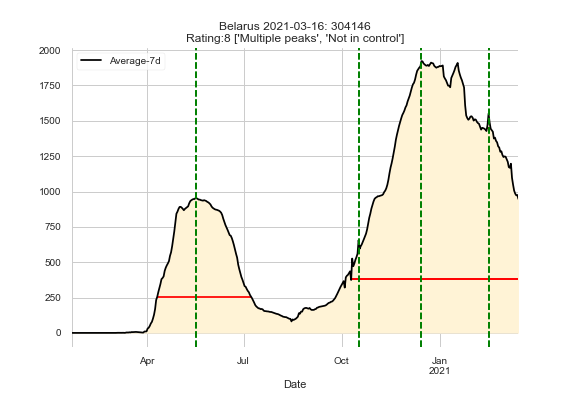 Belarus 2021-03-16: 304146
Rating:8 ['Multiple peaks', 'Not in control']
Average-7d
2000
1750
1500
1250
1000
750
500
250
0
Apr
Jul
Oct
Jan
2021
Date